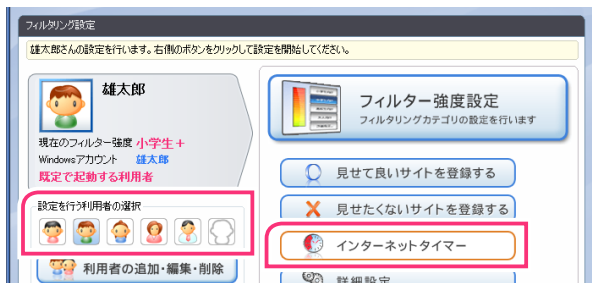 フィルタリング設定
雄太郎さんの設定を行います。右側のボタンをクリックして設定を開始してください。
雄太郎
現在のフィルター強度 小学生+
Windowsアカウント 雄太郎
既定で起動する利用者
設定を行う利用者の選択
利用者の追加・編集・削除
フィルター強度設定
フィルタリングカテゴリの設定を行います
見せて良いサイトを登録する
見せたくないサイトを登録する
インターネットタイマー
詳細設定